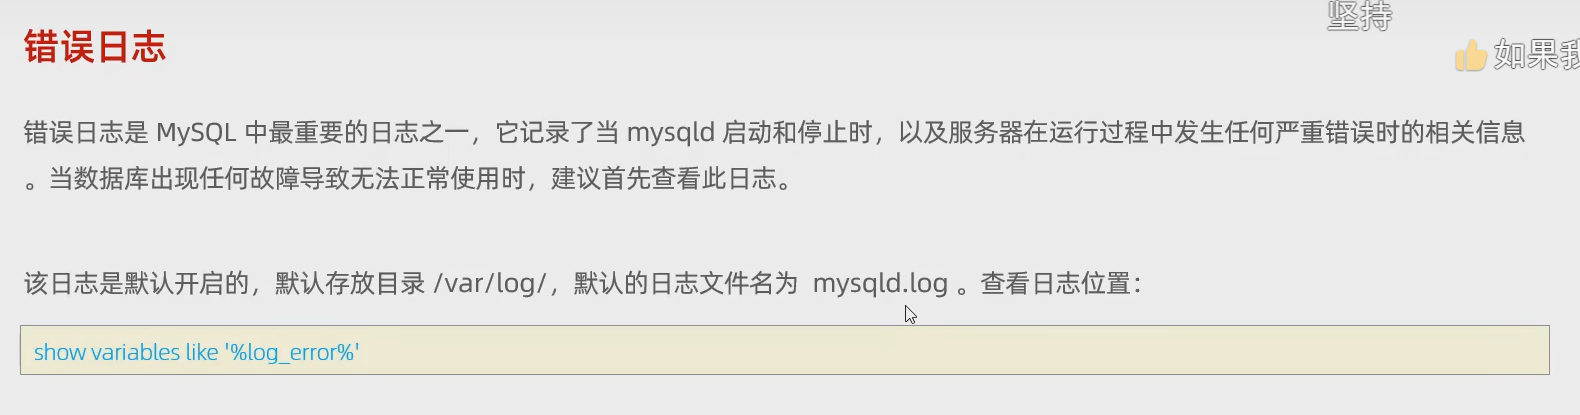 坚持
错误日志
👍如果我
错误日志是 MySQL 中最重要的日志之一，它记录了当 mysqld 启动和停止时，以及服务器在运行过程中发生任何严重错误时的相关信息
。当数据库出现任何故障导致无法正常使用时，建议首先查看此日志。
该日志是默认开启的，默认存放目录 /var/log/，默认的日志文件名为 mysqld.log 。查看日志位置：
show variables like '%log_error%'